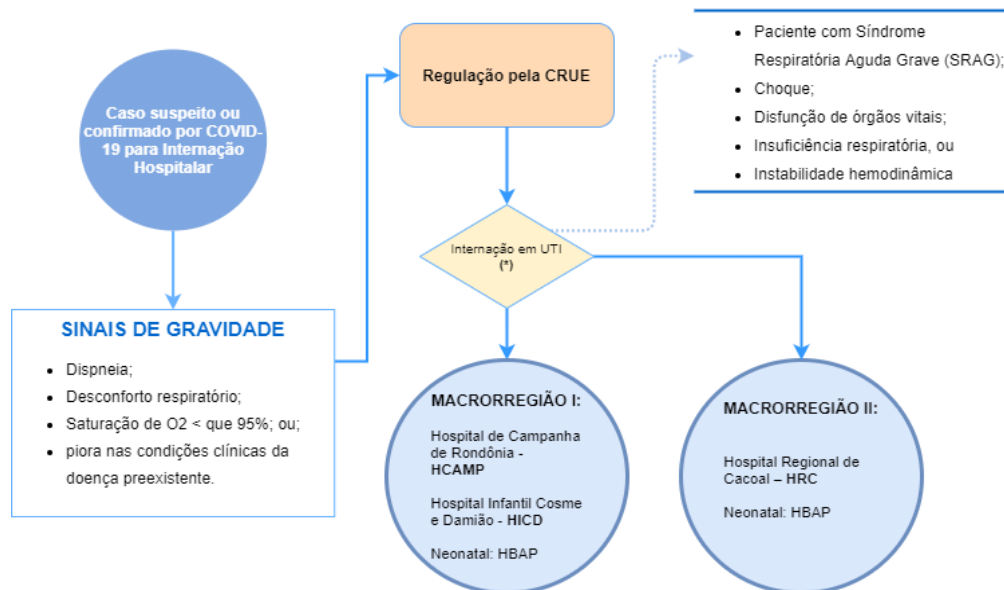 Caso suspeito ou
confirmado por COVID-
19 para Internação
Hospitalar
Regulação pela CRUE
• Paciente com Síndrome
Respiratória Aguda Grave (SRAG);
• Choque;
• Disfunção de órgãos vitais;
• Insuficiência respiratória, ou
• Instabilidade hemodinâmica
Internação em UTI
(*)
SINAIS DE GRAVIDADE
• Dispneia;
• Desconforto respiratório;
• Saturação de O2 < que 95%; ou;
• piora nas condições clínicas da
doença preexistente.
MACRORREGIÃO I:
Hospital de Campanha
de Rondônia -
HCAMP
Hospital Infantil Cosme
e Damião - HICD
Neonatal: HBAP
MACRORREGIÃO II:
Hospital Regional de
Cacoal – HRC
Neonatal: HBAP